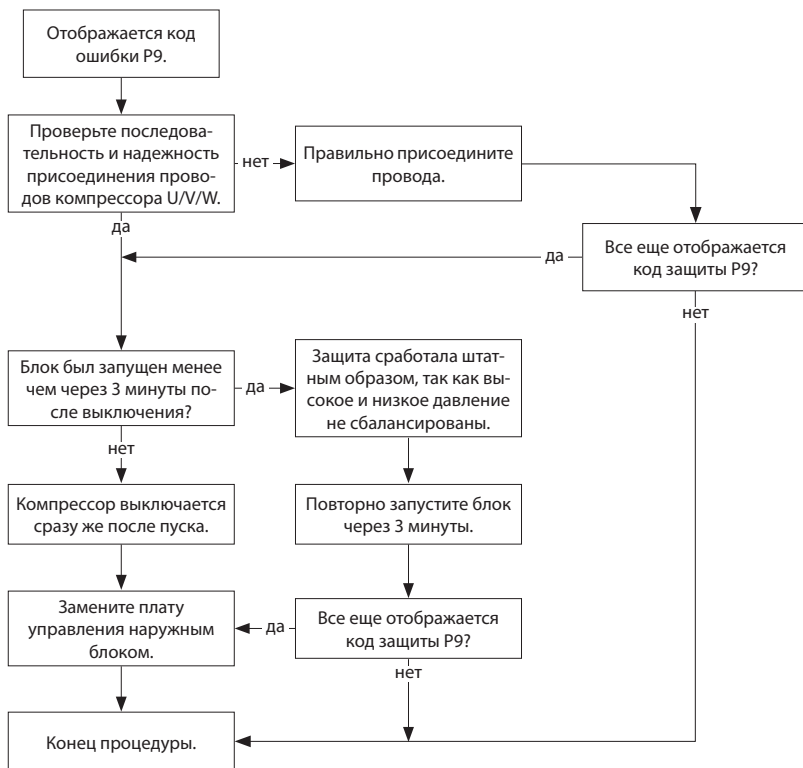 Отображается код
ошибки P9.
Проверьте последова-
тельность и надежность
присоединения прово-
дов компрессора U/V/W.
нет
Правильно присоедините
провода.
да
Все еще отображается
код защиты P9?
да
нет
Блок был запущен менее
чем через 3 минуты по-
сле выключения?
да
Защита сработала штат-
ным образом, так как вы-
сокое и низкое давление
не сбалансированы.
нет
Компрессор выключается
сразу же после пуска.
Повторно запустите блок
через 3 минуты.
Замените плату
управления наружным
блоком.
да
Все еще отображается
код защиты P9?
нет
Конец процедуры.